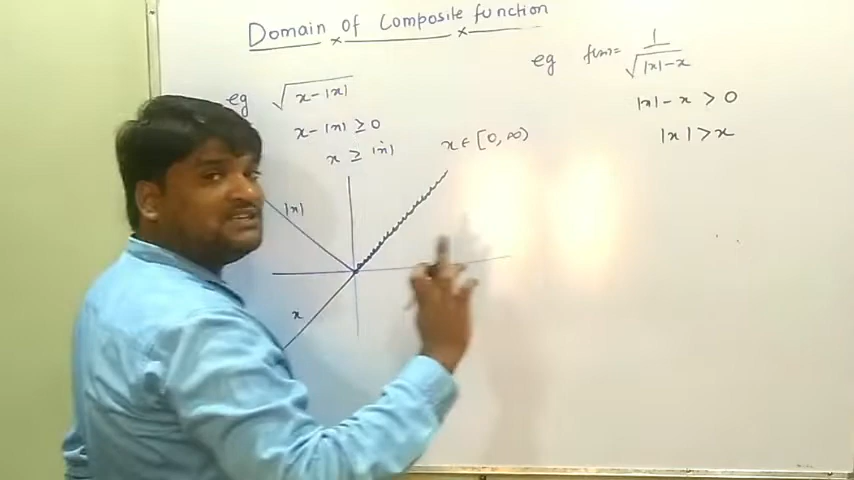 Domain of Composite function
eg √(x-|x|)
x-|x| ≥ 0
x ≥ |x|
x ∈ [0, ∞)
|x|
x
eg f(x) = 1/√(|x|-x)
|x| - x > 0
|x| > x